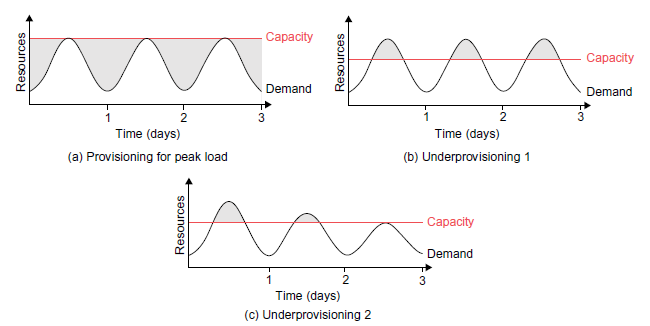 Resources
Capacity
Demand
1 2 3
Time (days)
(a) Provisioning for peak load
Resources
Capacity
Demand
1 2 3
Time (days)
(b) Underprovisioning 1
Resources
Capacity
Demand
1 2 3
Time (days)
(c) Underprovisioning 2